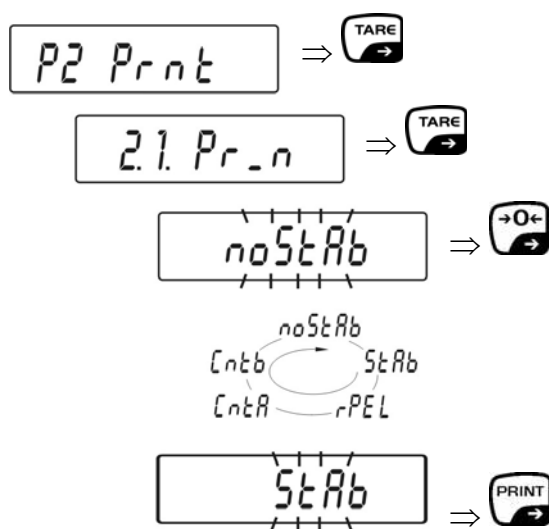 P2 Prnt ⇒ TARE
2.1. Pr_n ⇒ TARE
noStAb ⇒ →0←
noStAb
Cntb StAb
CntA rPEL
StAb ⇒ PRINT